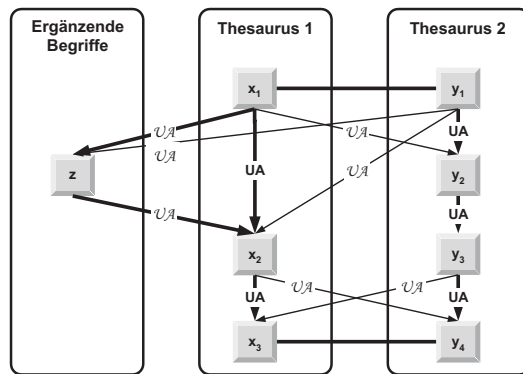 Ergänzende
Begriffe
Thesaurus 1
Thesaurus 2
x1
y1
UA
UA
UA
UA
z
UA
UA
y2
UA
UA
x2
y3
UA
UA
UA
UA
x3
y4